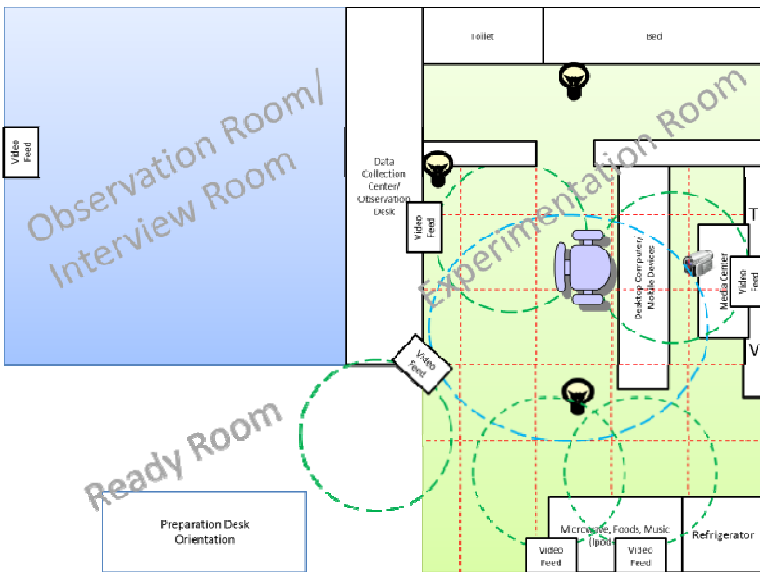 Toilet
Bed
Observation Room/
Interview Room
Video
Feed
Data
Collection
Center/
Observation
Desk
Experimentation Room
Video
Feed
Desktop Computer/
Mobile Devices
Media Center
Video
Feed
T
V
Video
Feed
Ready Room
Preparation Desk
Orientation
Microwave, Foods, Music
(Ipod
Refrigerator
Video
Feed
Video
Feed